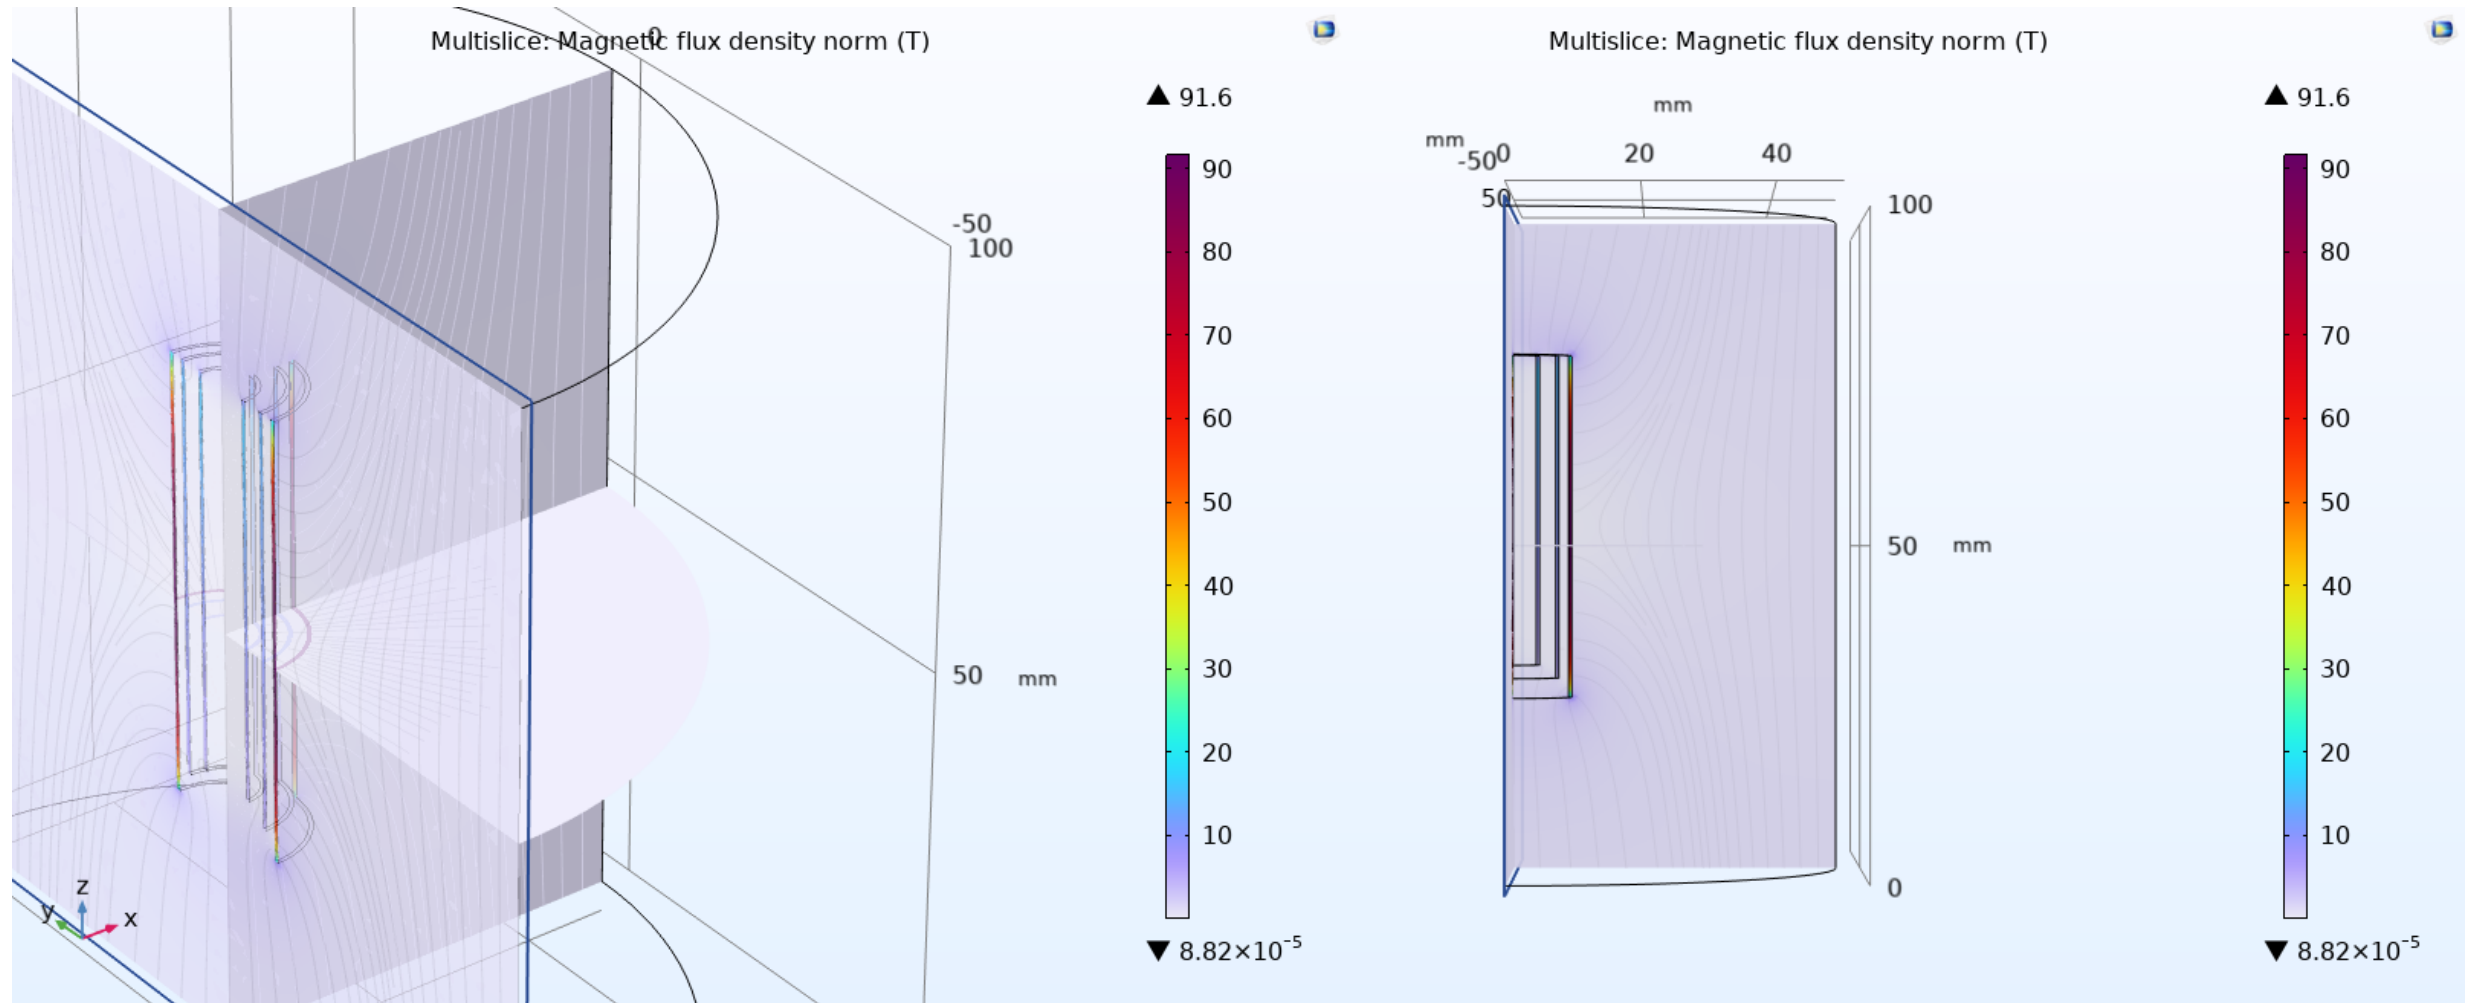 Multislice: Magnetic flux density norm (T)
0
▲ 91.6
90
80
70
60
50
40
30
20
10
▼ 8.82×10⁻⁵
-50
100
50 mm
z
y
x
Multislice: Magnetic flux density norm (T)
mm
mm
-50 0 20 40
50
100
50 mm
0
▲ 91.6
90
80
70
60
50
40
30
20
10
▼ 8.82×10⁻⁵